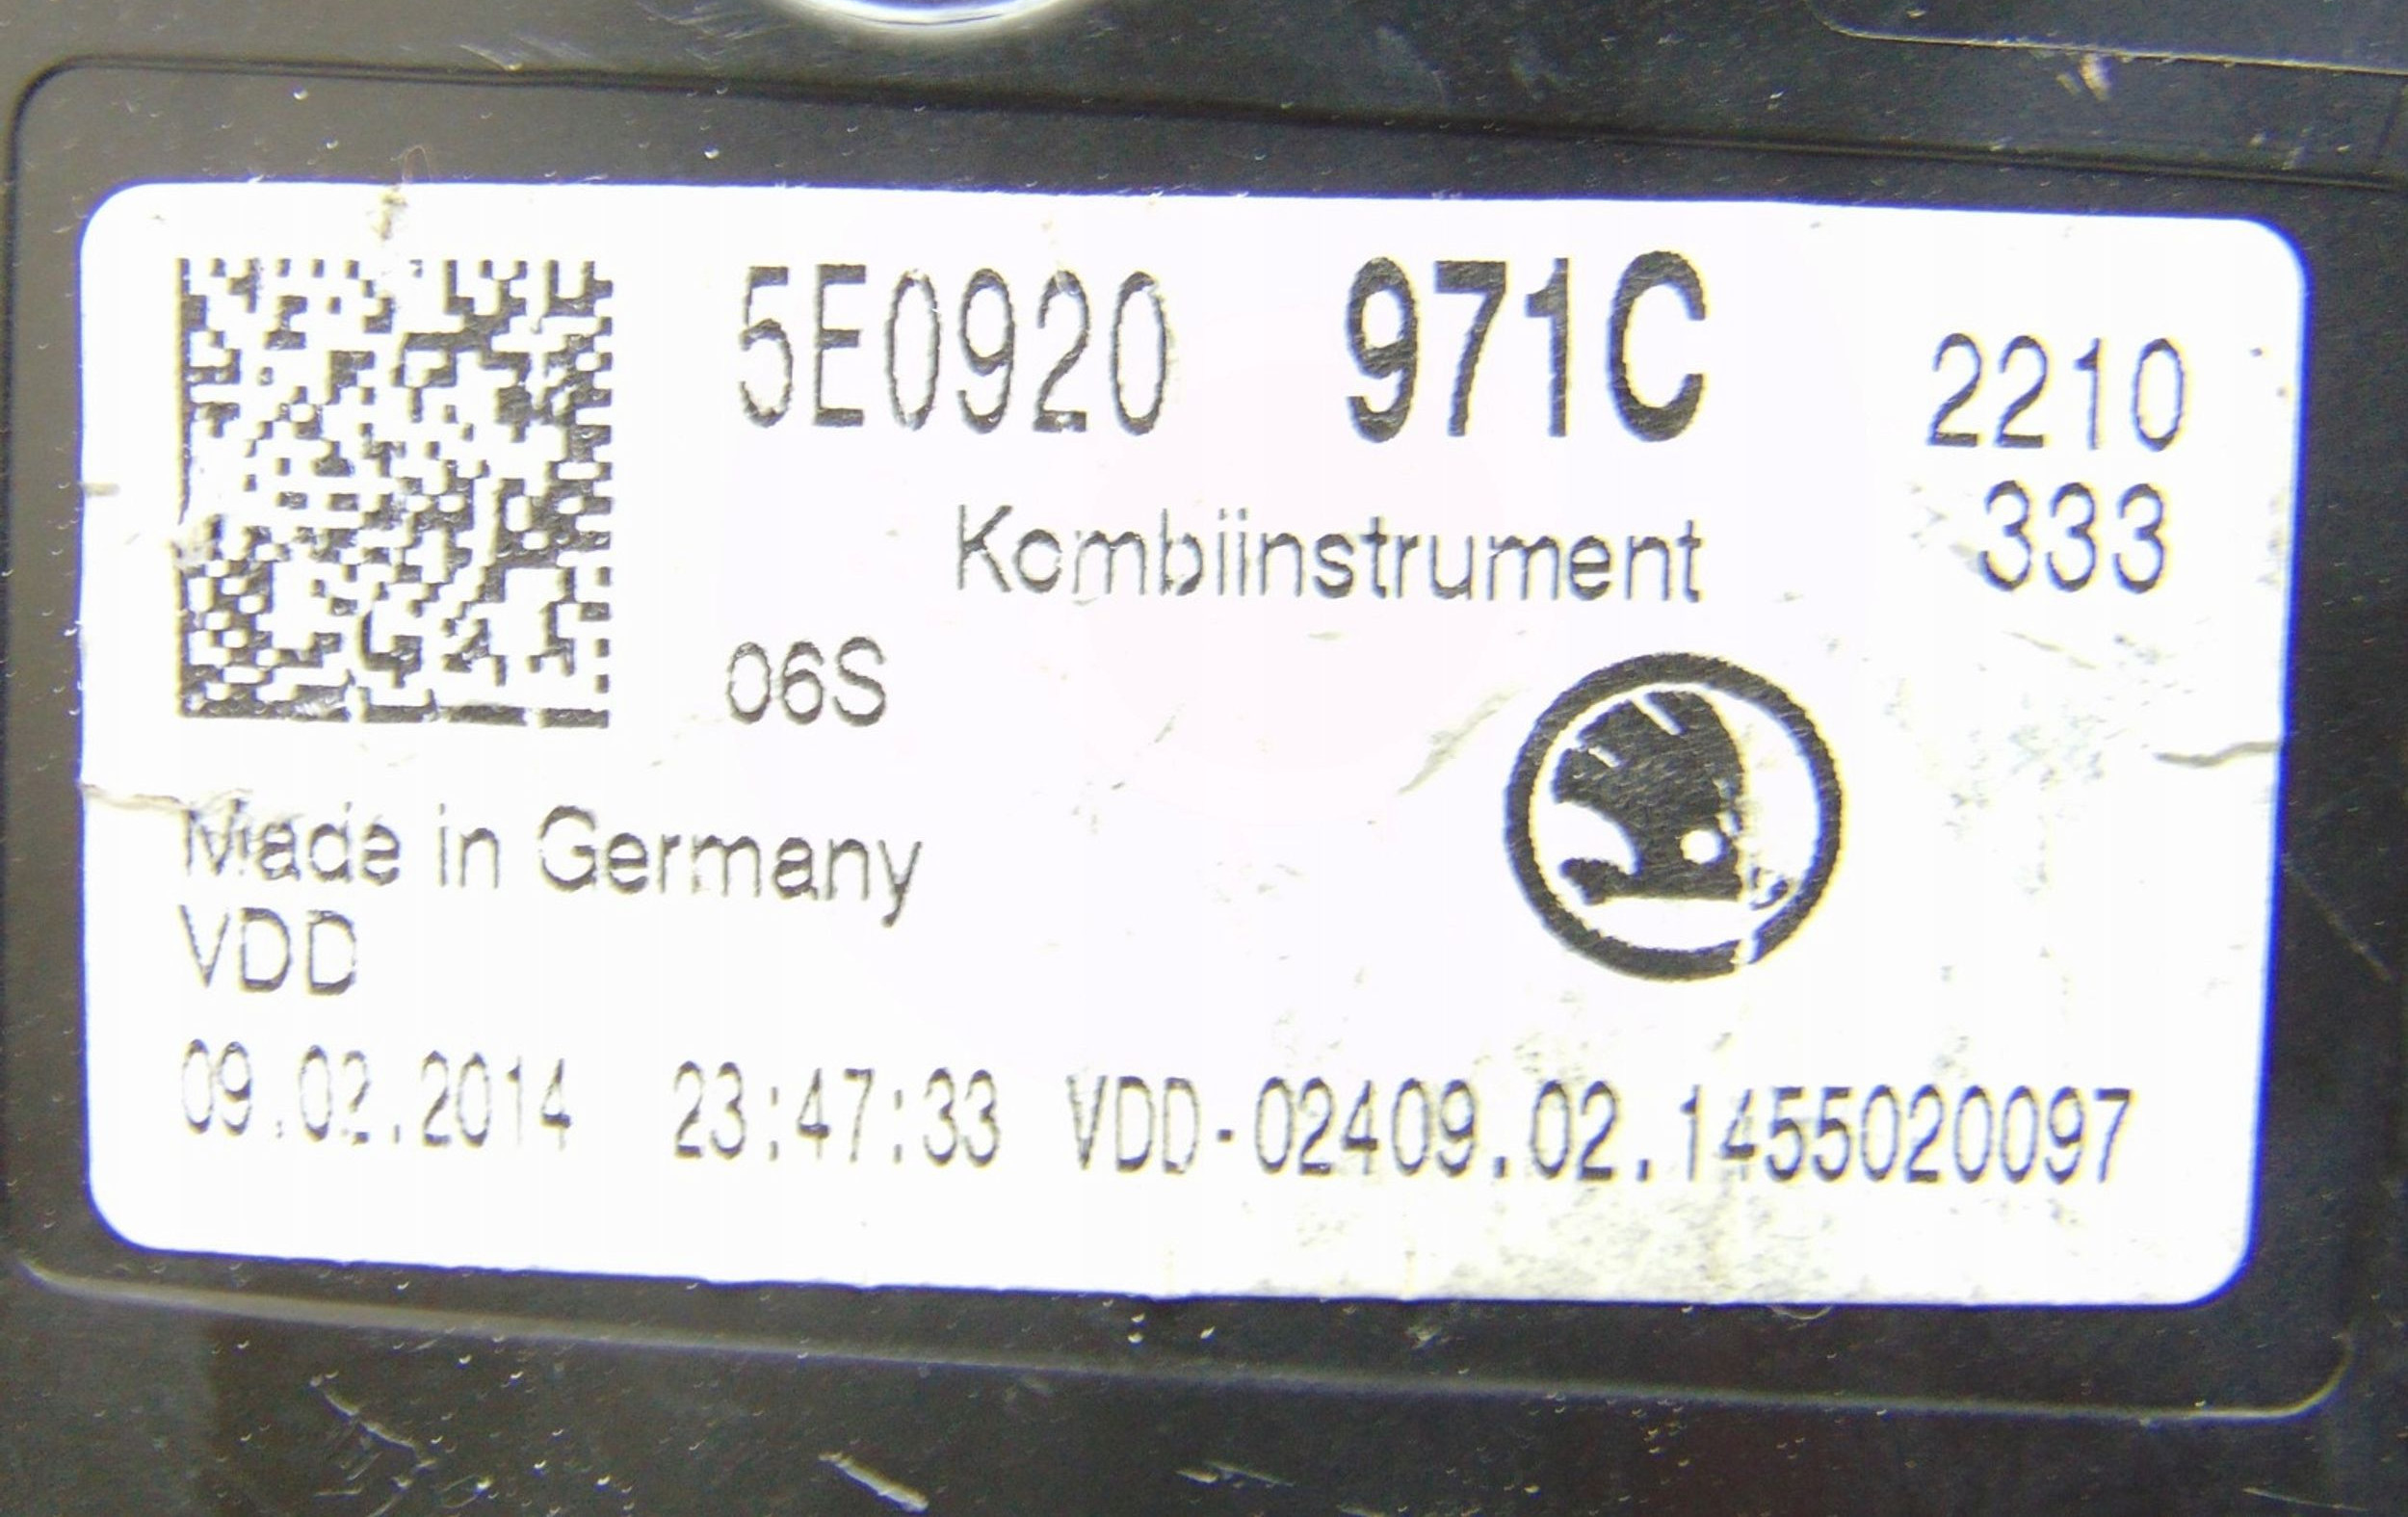 5E0920 971C 2210
333
Kombiinstrument
06S
Made in Germany
VDD
09.02.2014 23:47:33 VDD-02409.02.1455020097